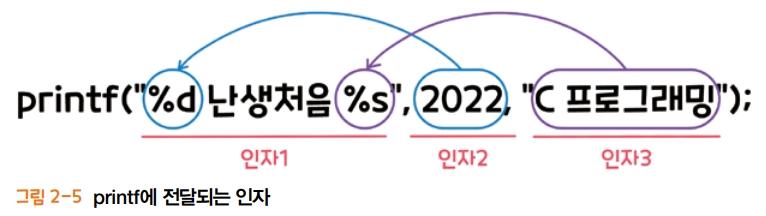 printf("%d 난생처음 %s", 2022, "C 프로그래밍");
인자1 인자2 인자3
그림 2-5 printf에 전달되는 인자